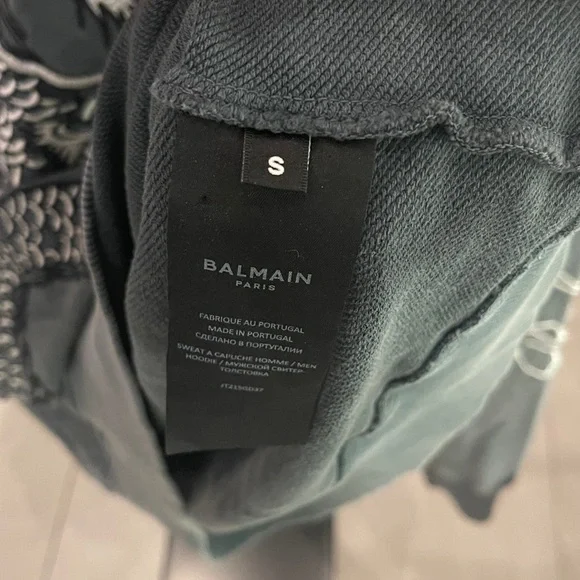 S
BALMAIN
PARIS
FABRIQUE AU PORTUGAL
MADE IN PORTUGAL
СДЕЛАНО В ПОРТУГАЛИИ
SWEAT A CAPUCHE HOMME / MEN
HOODIE / МУЖСКОЙ СВИТЕР
ТОЛСТОВКА